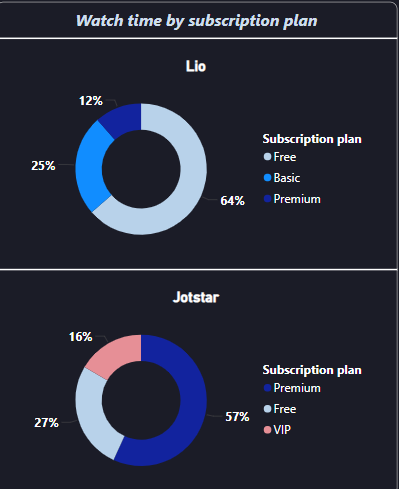 Watch time by subscription plan
Lio
12%
25%
64%
Subscription plan
Free
Basic
Premium
Jotstar
16%
27%
57%
Subscription plan
Premium
Free
VIP